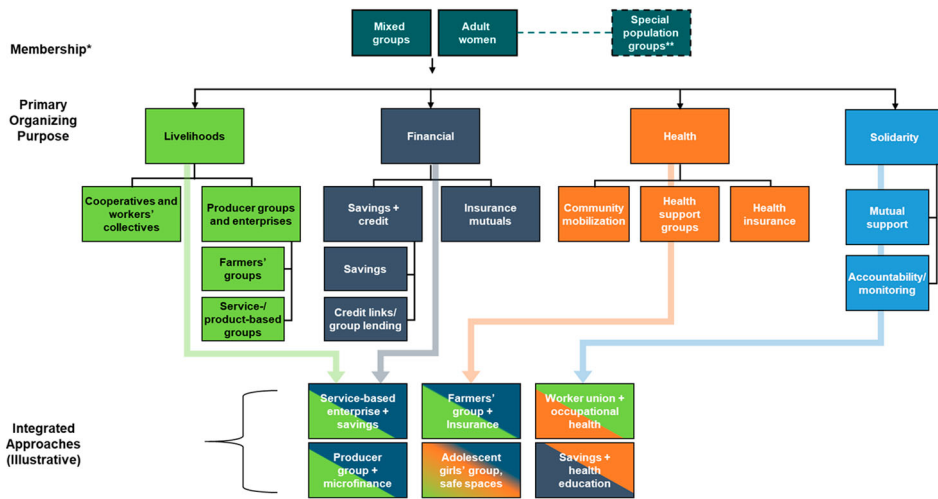 Membership*
Mixed
groups
Adult
women
Special
population
groups**
Primary
Organizing
Purpose
Livelihoods
Financial
Health
Solidarity
Cooperatives and
workers'
collectives
Producer groups
and enterprises
Savings +
credit
Insurance
mutuals
Community
mobilization
Health
support
groups
Health
insurance
Mutual
support
Farmers'
groups
Savings
Accountability/
monitoring
Service-/
product-based
groups
Credit links/
group lending
Integrated
Approaches
(Illustrative)
Service-based
enterprise +
savings
Farmers'
group +
Insurance
Worker union +
occupational
health
Producer
group +
microfinance
Adolescent
girls' group,
safe spaces
Savings +
health
education